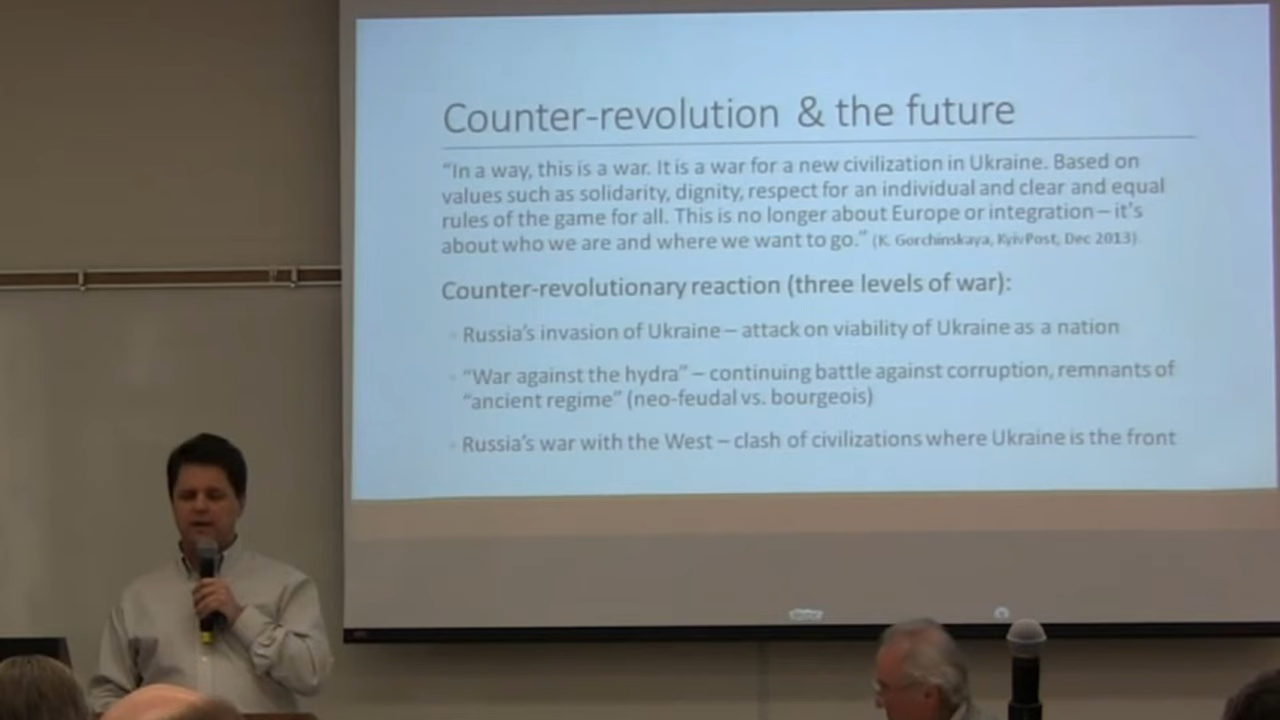 Counter-revolution & the future
“In a way, this is a war. It is a war for a new civilization in Ukraine. Based on
values such as solidarity, dignity, respect for an individual and clear and equal
rules of the game for all. This is no longer about Europe or integration – it’s
about who we are and where we want to go.” (K. Gorchinskaya, KyivPost, Dec 2013)
Counter-revolutionary reaction (three levels of war):
Russia’s invasion of Ukraine – attack on viability of Ukraine as a nation
“War against the hydra” – continuing battle against corruption, remnants of
“ancient regime” (neo-feudal vs. bourgeois)
Russia’s war with the West – clash of civilizations where Ukraine is the front